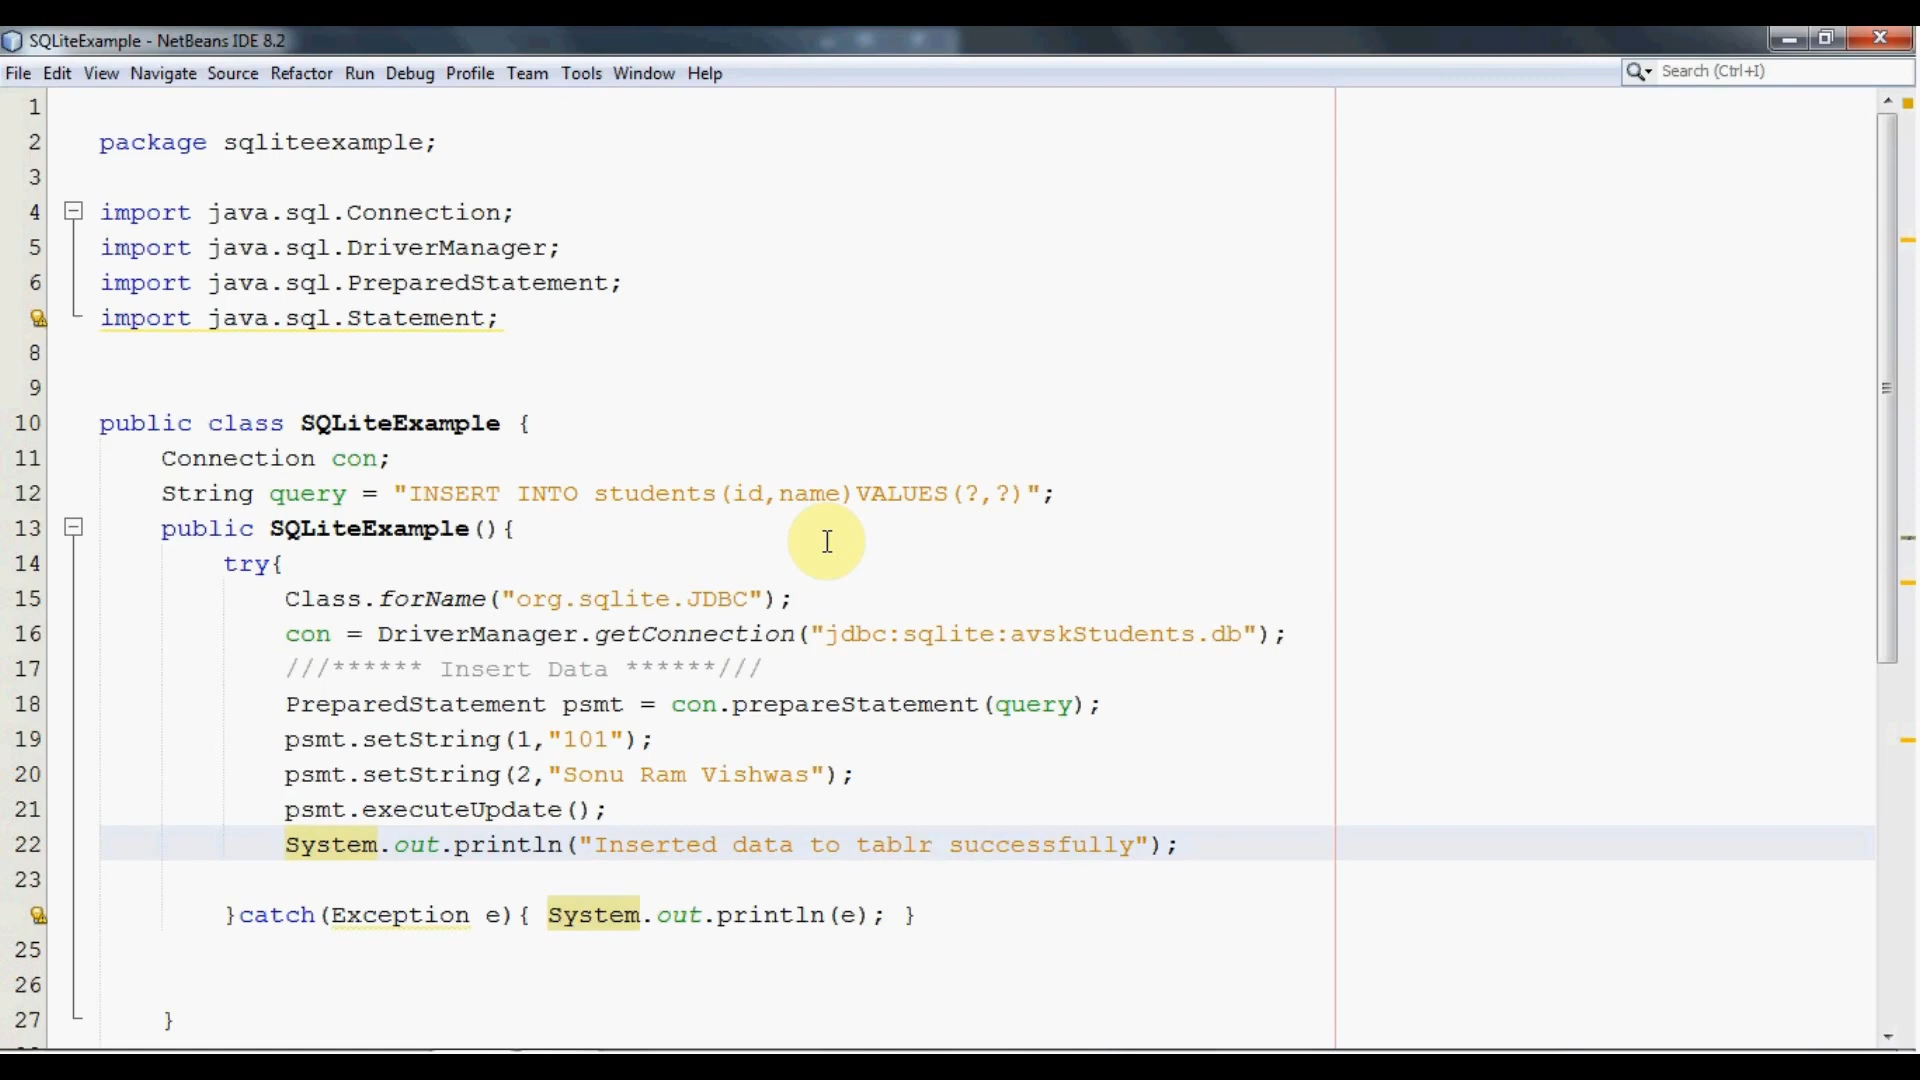 SQLiteExample - NetBeans IDE 8.2
File Edit View Navigate Source Refactor Run Debug Profile Team Tools Window Help
Search (Ctrl+I)
1
2 package sqliteexample;
3
4 import java.sql.Connection;
5 import java.sql.DriverManager;
6 import java.sql.PreparedStatement;
import java.sql.Statement;
8
9
10 public class SQLiteExample {
11 Connection con;
12 String query = "INSERT INTO students(id,name)VALUES(?,?)";
13 public SQLiteExample(){
14 try{
15 Class.forName("org.sqlite.JDBC");
16 con = DriverManager.getConnection("jdbc:sqlite:avskStudents.db");
17 ///****** Insert Data ******///
18 PreparedStatement psmt = con.prepareStatement(query);
19 psmt.setString(1,"101");
20 psmt.setString(2,"Sonu Ram Vishwas");
21 psmt.executeUpdate();
22 System.out.println("Inserted data to tablr successfully");
23
}catch(Exception e){ System.out.println(e); }
25
26
27 }